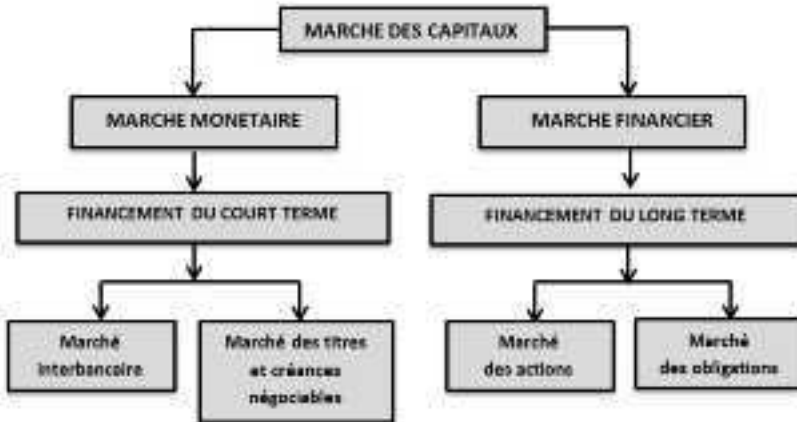 MARCHE DES CAPITAUX
MARCHE MONETAIRE
MARCHE FINANCIER
FINANCEMENT DU COURT TERME
FINANCEMENT DU LONG TERME
Marché
interbancaire
Marché des titres
et créances
négociables
Marché
des actions
Marché
des obligations